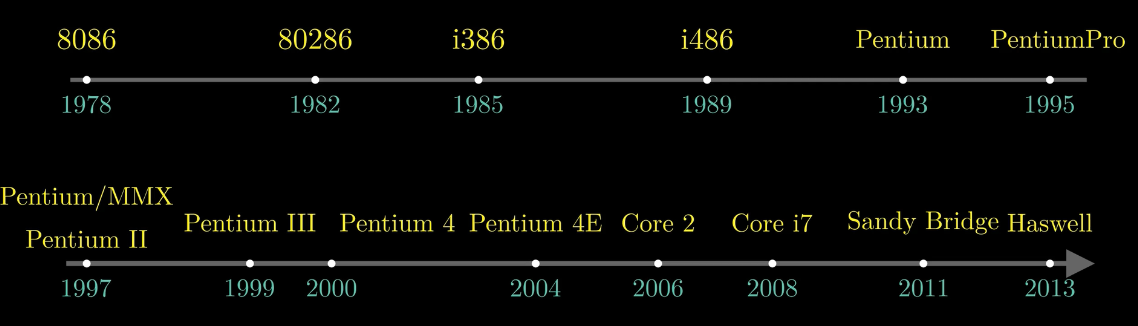 8086 80286 i386 i486 Pentium PentiumPro
1978 1982 1985 1989 1993 1995
Pentium/MMX
Pentium II Pentium III Pentium 4 Pentium 4E Core 2 Core i7 Sandy Bridge Haswell
1997 1999 2000 2004 2006 2008 2011 2013